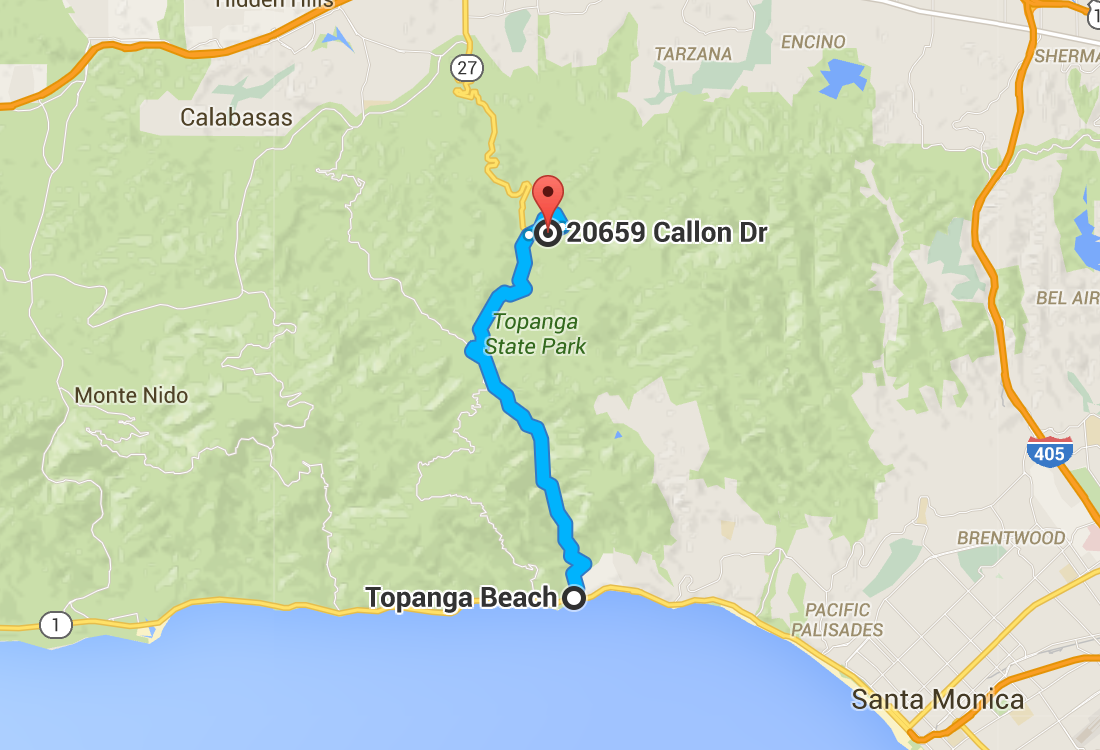 Hidden Hills
TARZANA
ENCINO
1
SHERMA
27
Calabasas
20659 Callon Dr
BEL AIR
Topanga
State Park
Monte Nido
405
BRENTWOOD
Topanga Beach
1
PACIFIC
PALISADES
Santa Monica